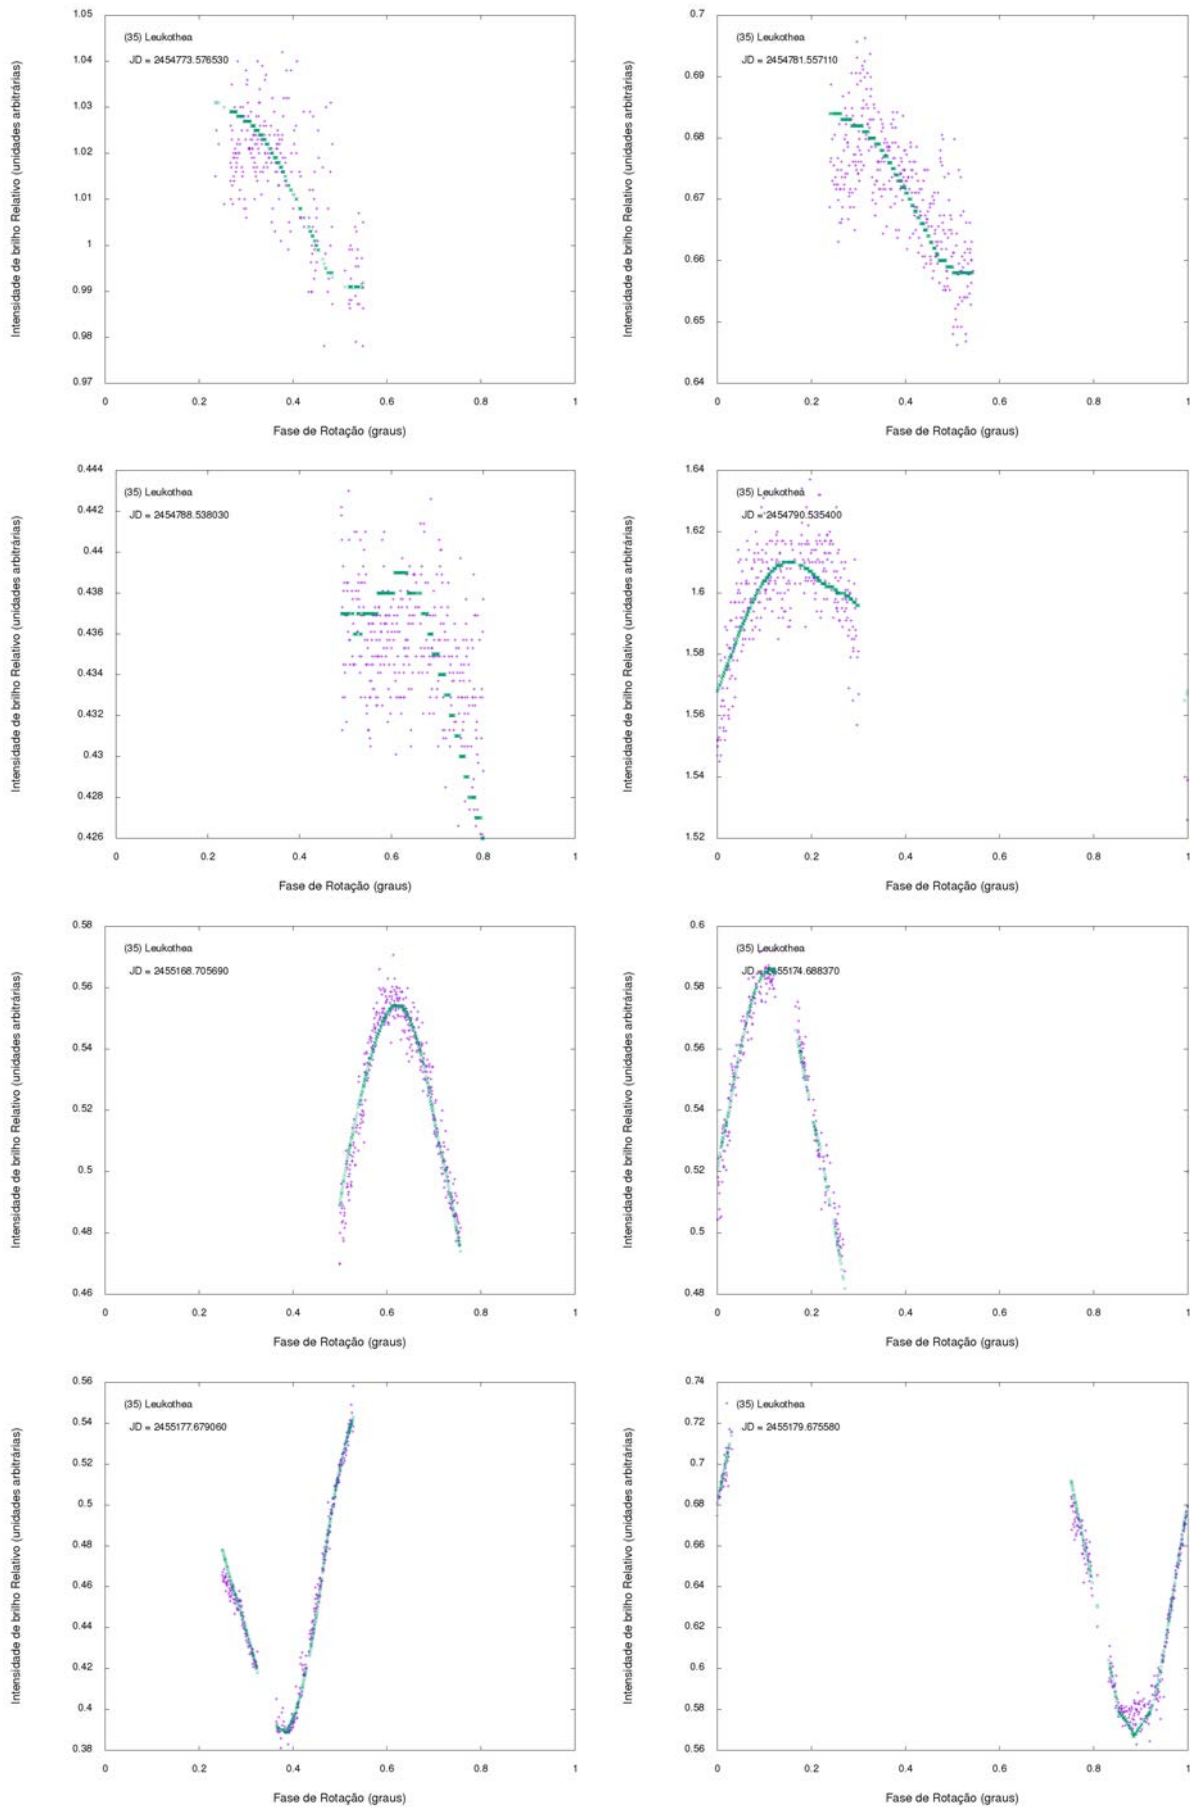 1.05
1.04
1.03
1.02
1.01
1
0.99
0.98
0.97
0 0.2 0.4 0.6 0.8 1
Intensidade de brilho Relativo (unidades arbitrárias)
Fase de Rotação (graus)
(35) Leukothea
JD = 2454773.576530
0.7
0.69
0.68
0.67
0.66
0.65
0.64
0 0.2 0.4 0.6 0.8 1
Intensidade de brilho Relativo (unidades arbitrárias)
Fase de Rotação (graus)
(35) Leukothea
JD = 2454781.557110
0.444
0.442
0.44
0.438
0.436
0.434
0.432
0.43
0.428
0.426
0 0.2 0.4 0.6 0.8 1
Intensidade de brilho Relativo (unidades arbitrárias)
Fase de Rotação (graus)
(35) Leukothea
JD = 2454788.538030
1.64
1.62
1.6
1.58
1.56
1.54
1.52
0 0.2 0.4 0.6 0.8 1
Intensidade de brilho Relativo (unidades arbitrárias)
Fase de Rotação (graus)
(35) Leukothea
JD = 2454790.535400
0.58
0.56
0.54
0.52
0.5
0.48
0.46
0 0.2 0.4 0.6 0.8 1
Intensidade de brilho Relativo (unidades arbitrárias)
Fase de Rotação (graus)
(35) Leukothea
JD = 2455168.705690
0.6
0.58
0.56
0.54
0.52
0.5
0.48
0 0.2 0.4 0.6 0.8 1
Intensidade de brilho Relativo (unidades arbitrárias)
Fase de Rotação (graus)
(35) Leukothea
JD = 2455174.688370
0.56
0.54
0.52
0.5
0.48
0.46
0.44
0.42
0.4
0.38
0 0.2 0.4 0.6 0.8 1
Intensidade de brilho Relativo (unidades arbitrárias)
Fase de Rotação (graus)
(35) Leukothea
JD = 2455177.679060
0.74
0.72
0.7
0.68
0.66
0.64
0.62
0.6
0.58
0.56
0 0.2 0.4 0.6 0.8 1
Intensidade de brilho Relativo (unidades arbitrárias)
Fase de Rotação (graus)
(35) Leukothea
JD = 2455179.675580